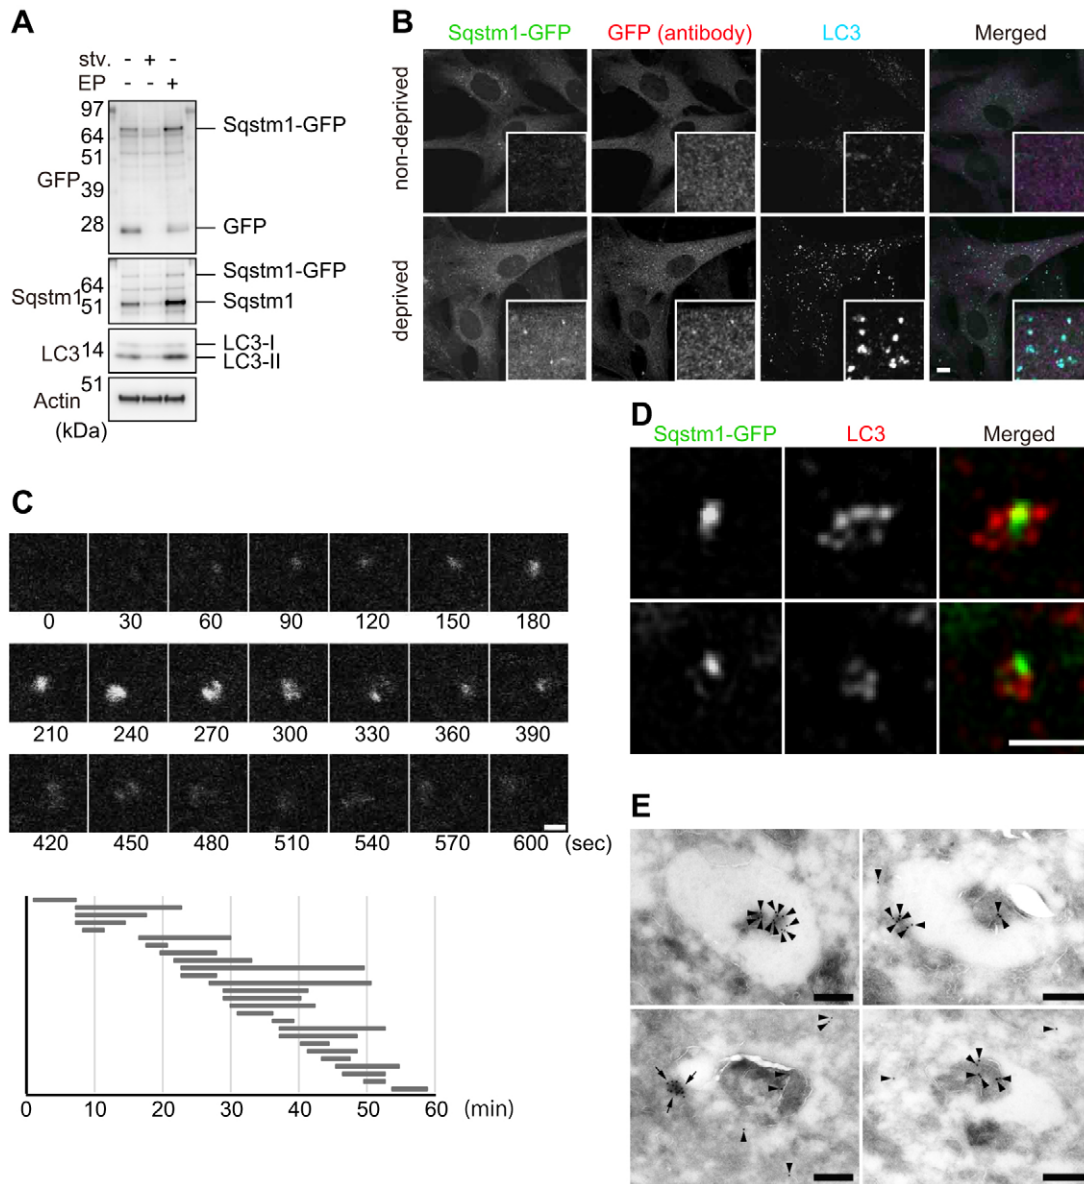 A
stv. - + -
EP - - +
97
64
51
39
28
GFP
Sqstm1-GFP
GFP
64
51
Sqstm1
Sqstm1-GFP
Sqstm1
LC3
14
LC3-I
LC3-II
51
Actin
(kDa)
B
Sqstm1-GFP GFP (antibody) LC3 Merged
non-deprived
deprived
C
0 30 60 90 120 150 180
210 240 270 300 330 360 390
420 450 480 510 540 570 600 (sec)
0 10 20 30 40 50 60 (min)
D
Sqstm1-GFP LC3 Merged
E